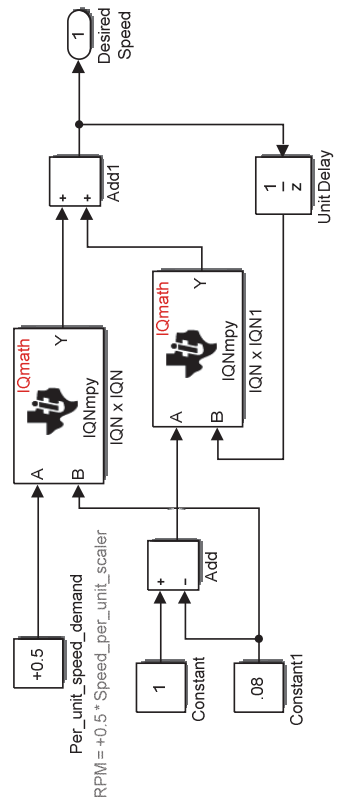 +0.5
Per_unit_speed_demand
RPM = +0.5 * Speed_per_unit_scaler
1
Constant
.08
Constant1
+
−
Add
A
B
IQmath
IQNmpy
Y
IQN x IQN
A
B
IQmath
IQNmpy
Y
IQN x IQN1
+
+
Add1
1
z
Unit Delay
1
Desired
Speed